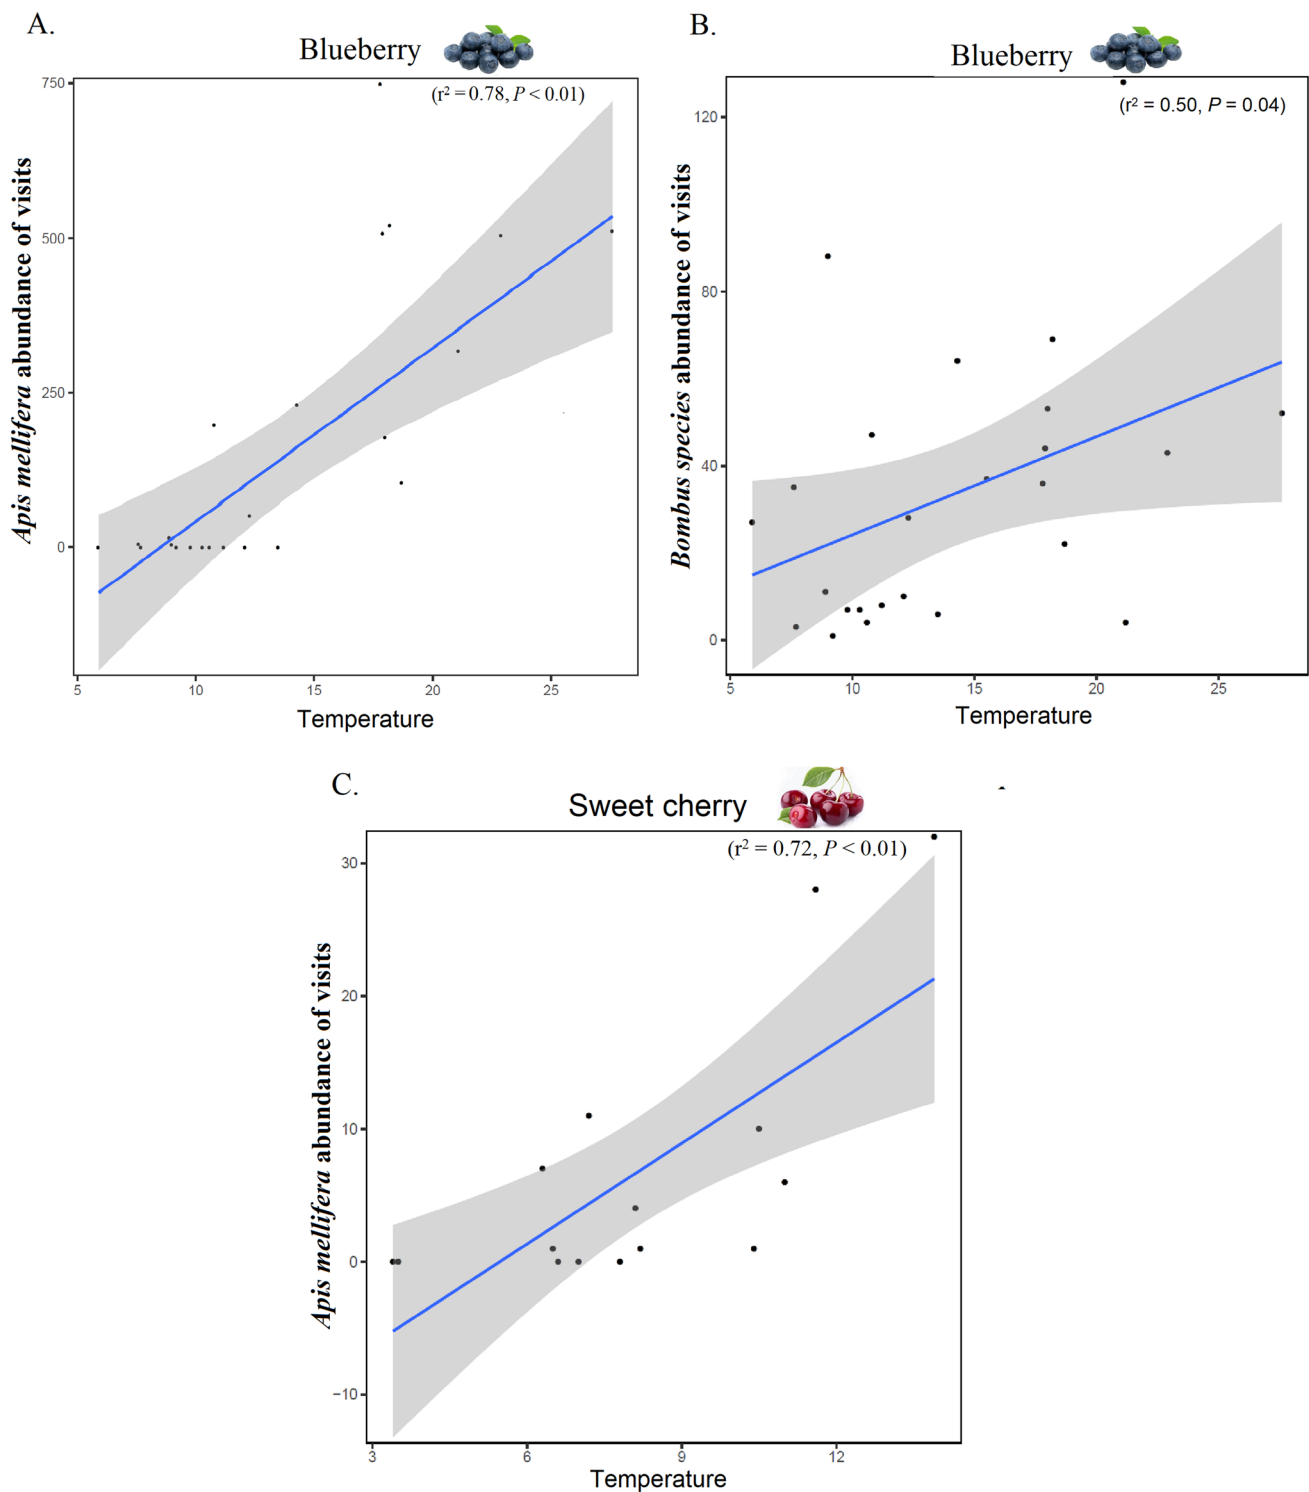 A.
Blueberry
(r² = 0.78, P < 0.01)
Apis mellifera abundance of visits
750
500
250
0
5 10 15 20 25
Temperature
B.
Blueberry
(r² = 0.50, P = 0.04)
Bombus species abundance of visits
120
80
40
0
5 10 15 20 25
Temperature
C.
Sweet cherry
(r² = 0.72, P < 0.01)
Apis mellifera abundance of visits
30
20
10
0
−10
3 6 9 12
Temperature